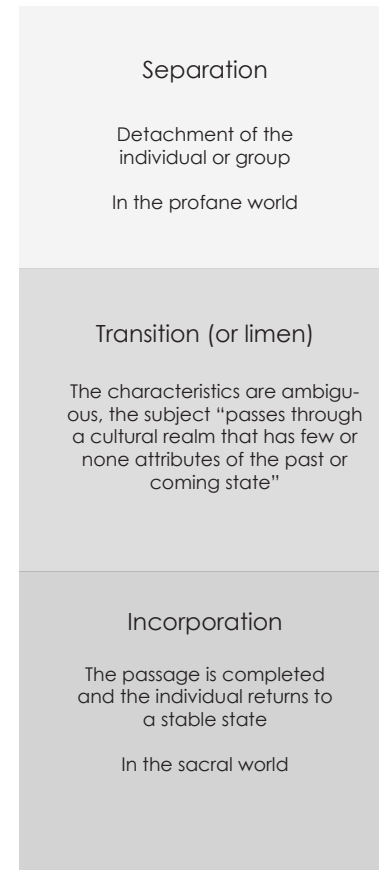 Separation
Detachment of the
individual or group
In the profane world
Transition (or limen)
The characteristics are ambigu-
ous, the subject “passes through
a cultural realm that has few or
none attributes of the past or
coming state”
Incorporation
The passage is completed
and the individual returns to
a stable state
In the sacral world